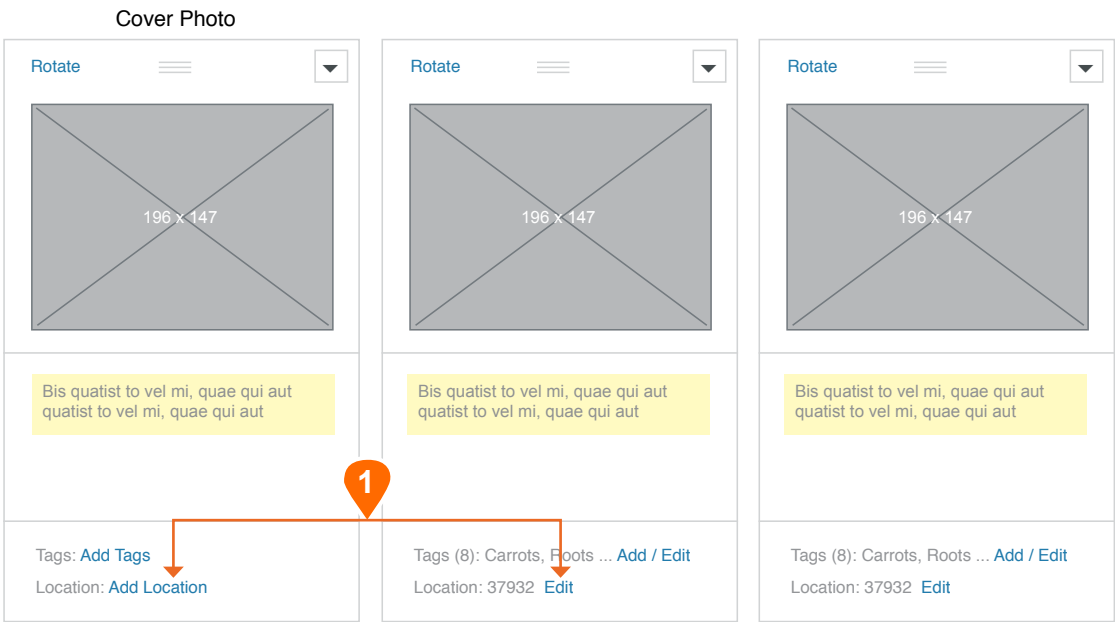 Cover Photo
Rotate
196 x 147
Bis quatist to vel mi, quae qui aut
quatist to vel mi, quae qui aut
Tags: Add Tags
Location: Add Location
1
Rotate
196 x 147
Bis quatist to vel mi, quae qui aut
quatist to vel mi, quae qui aut
Tags (8): Carrots, Roots ... Add / Edit
Location: 37932 Edit
Rotate
196 x 147
Bis quatist to vel mi, quae qui aut
quatist to vel mi, quae qui aut
Tags (8): Carrots, Roots ... Add / Edit
Location: 37932 Edit